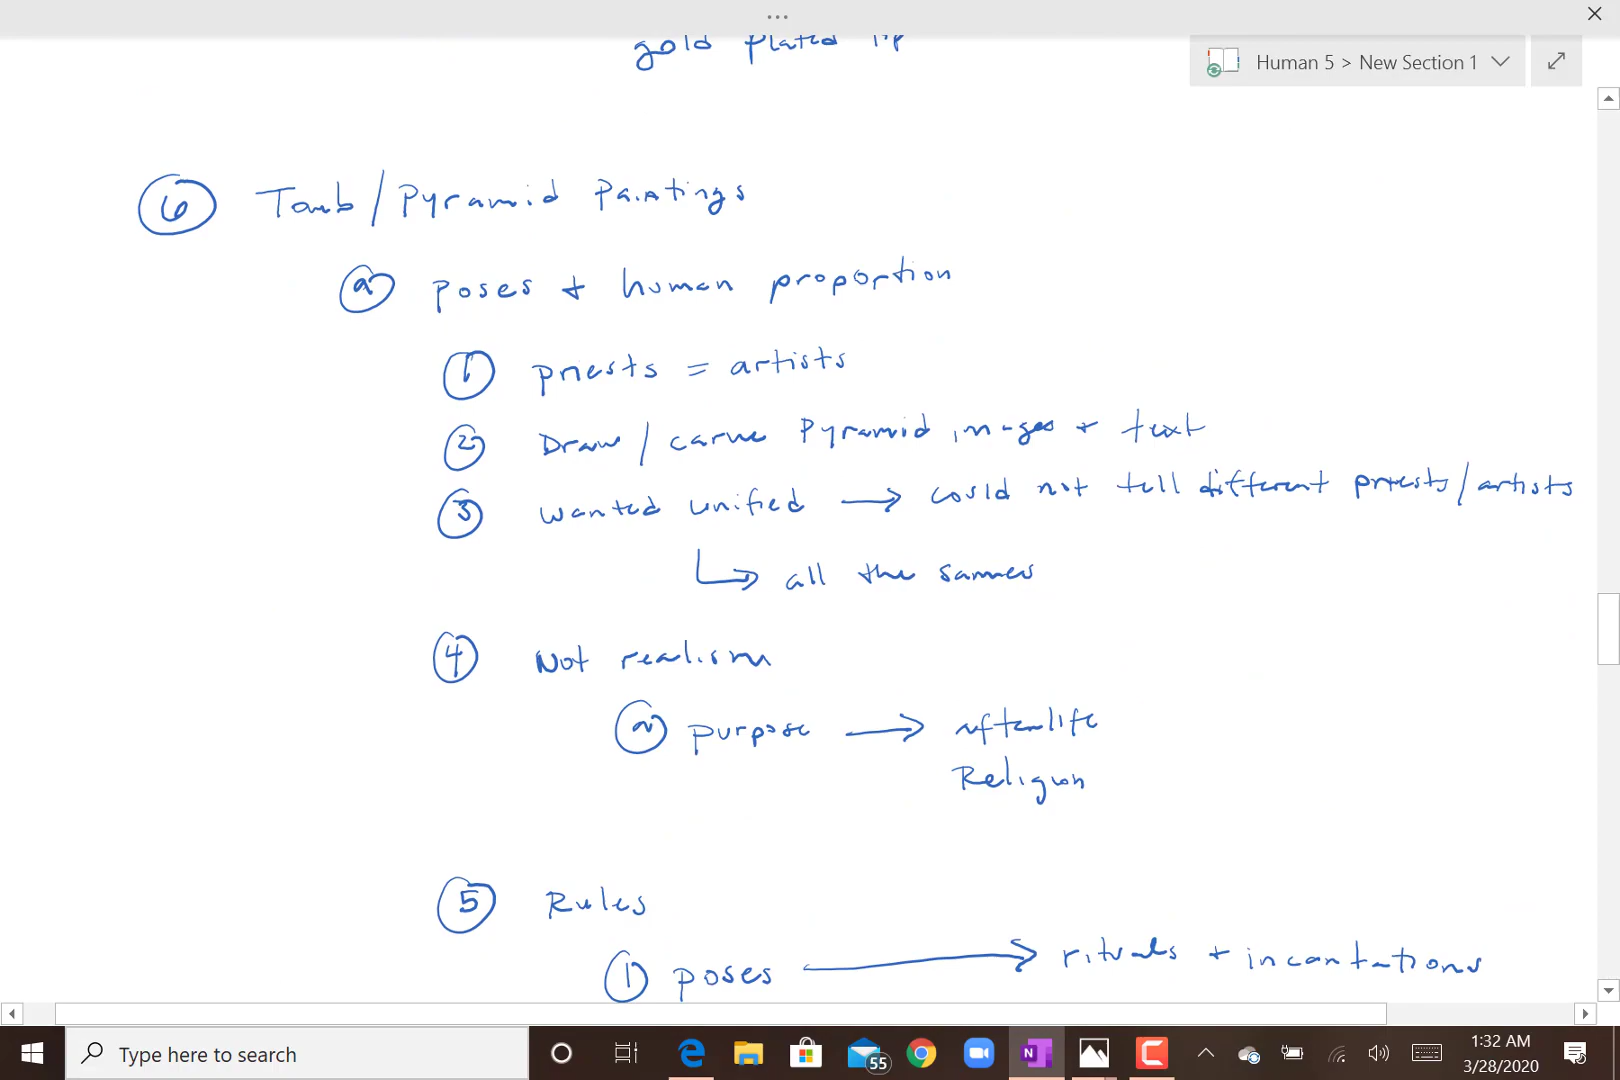 gold plated lip
Human 5 > New Section 1
6 Tomb/Pyramid Paintings
a Poses + human proportion
1 Priests = artists
2 Draw/carve Pyramid images + text
3 wanted unified → could not tell different priests/artists
↳ all the sames
4 Not realism
a purpose → afterlife
Religion
5 Rules
1 poses → rituals + incantations
Type here to search
55
N
1:32 AM
3/28/2020